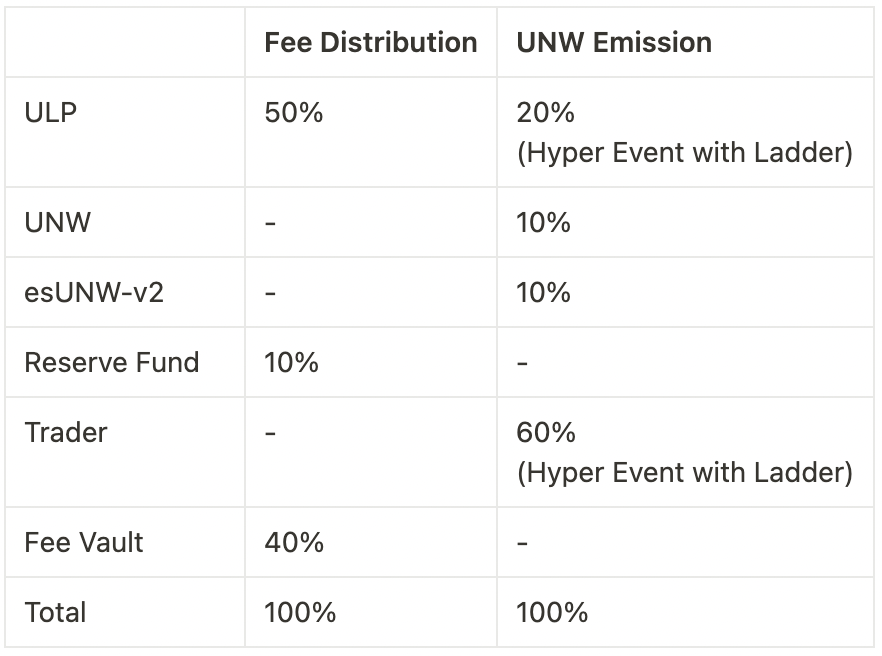 Fee Distribution UNW Emission
ULP 50% 20%
(Hyper Event with Ladder)
UNW - 10%
esUNW-v2 - 10%
Reserve Fund 10% -
Trader - 60%
(Hyper Event with Ladder)
Fee Vault 40% -
Total 100% 100%